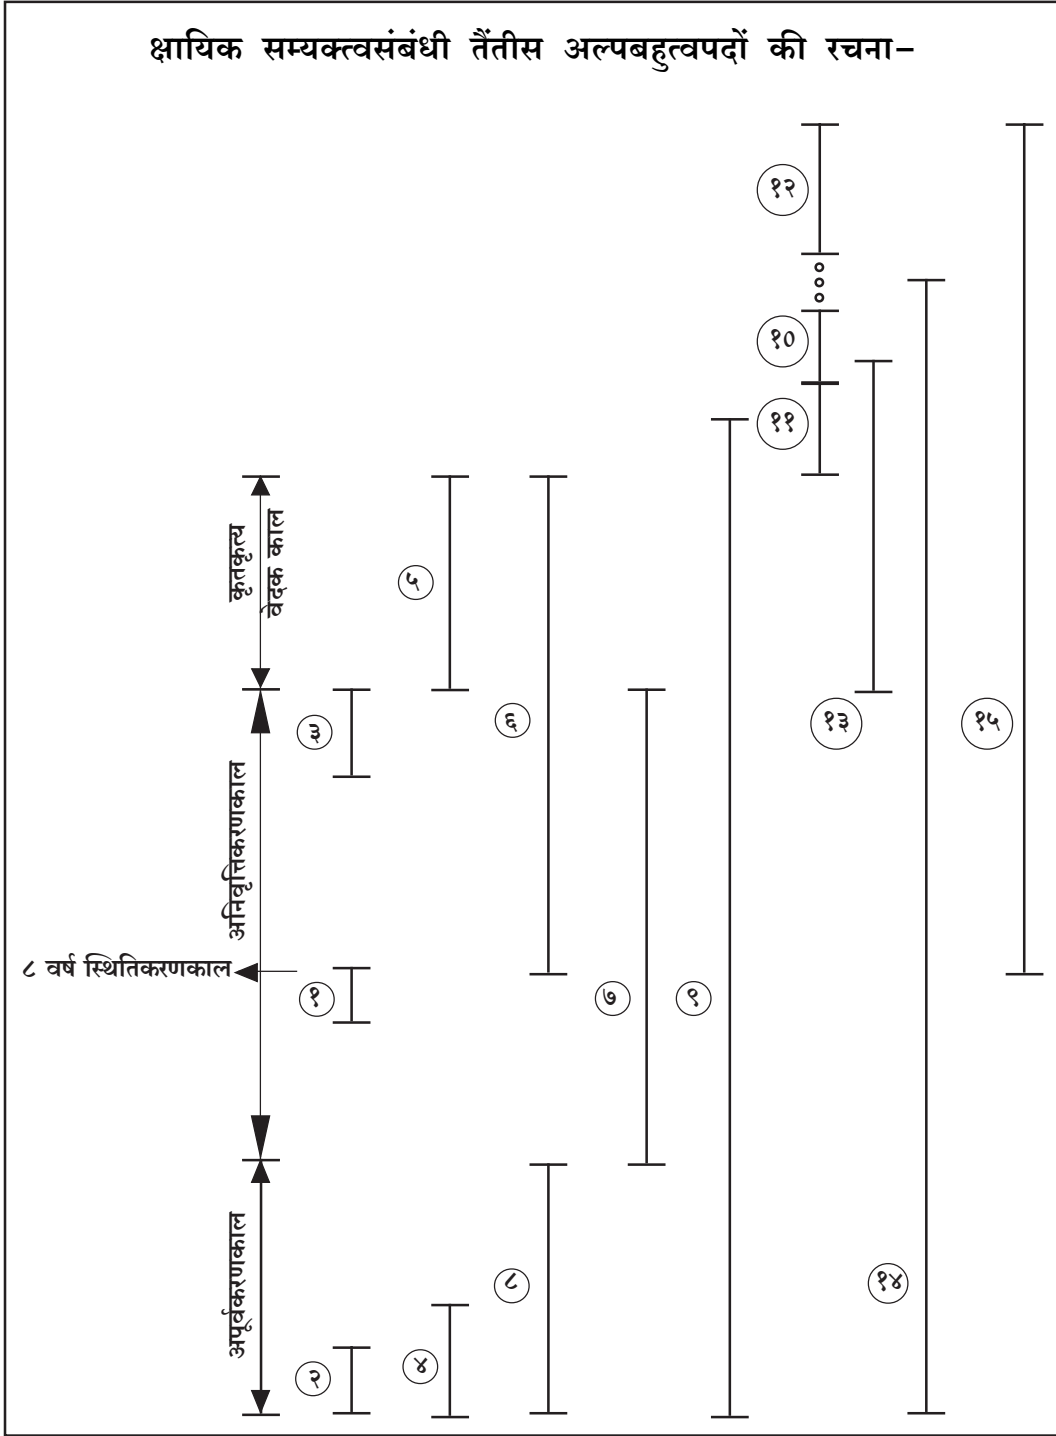 क्षायिक सम्यक्त्वसंबंधी तैंतीस अल्पबहुत्वपदों की रचना–
१२
१०
११
कृतकृत्य
वेदक काल
५
३
६
१३
१५
अनिवृत्तिकरणकाल
८ वर्ष स्थितिकरणकाल
१
७
९
अपूर्वकरणकाल
८
१४
२
४